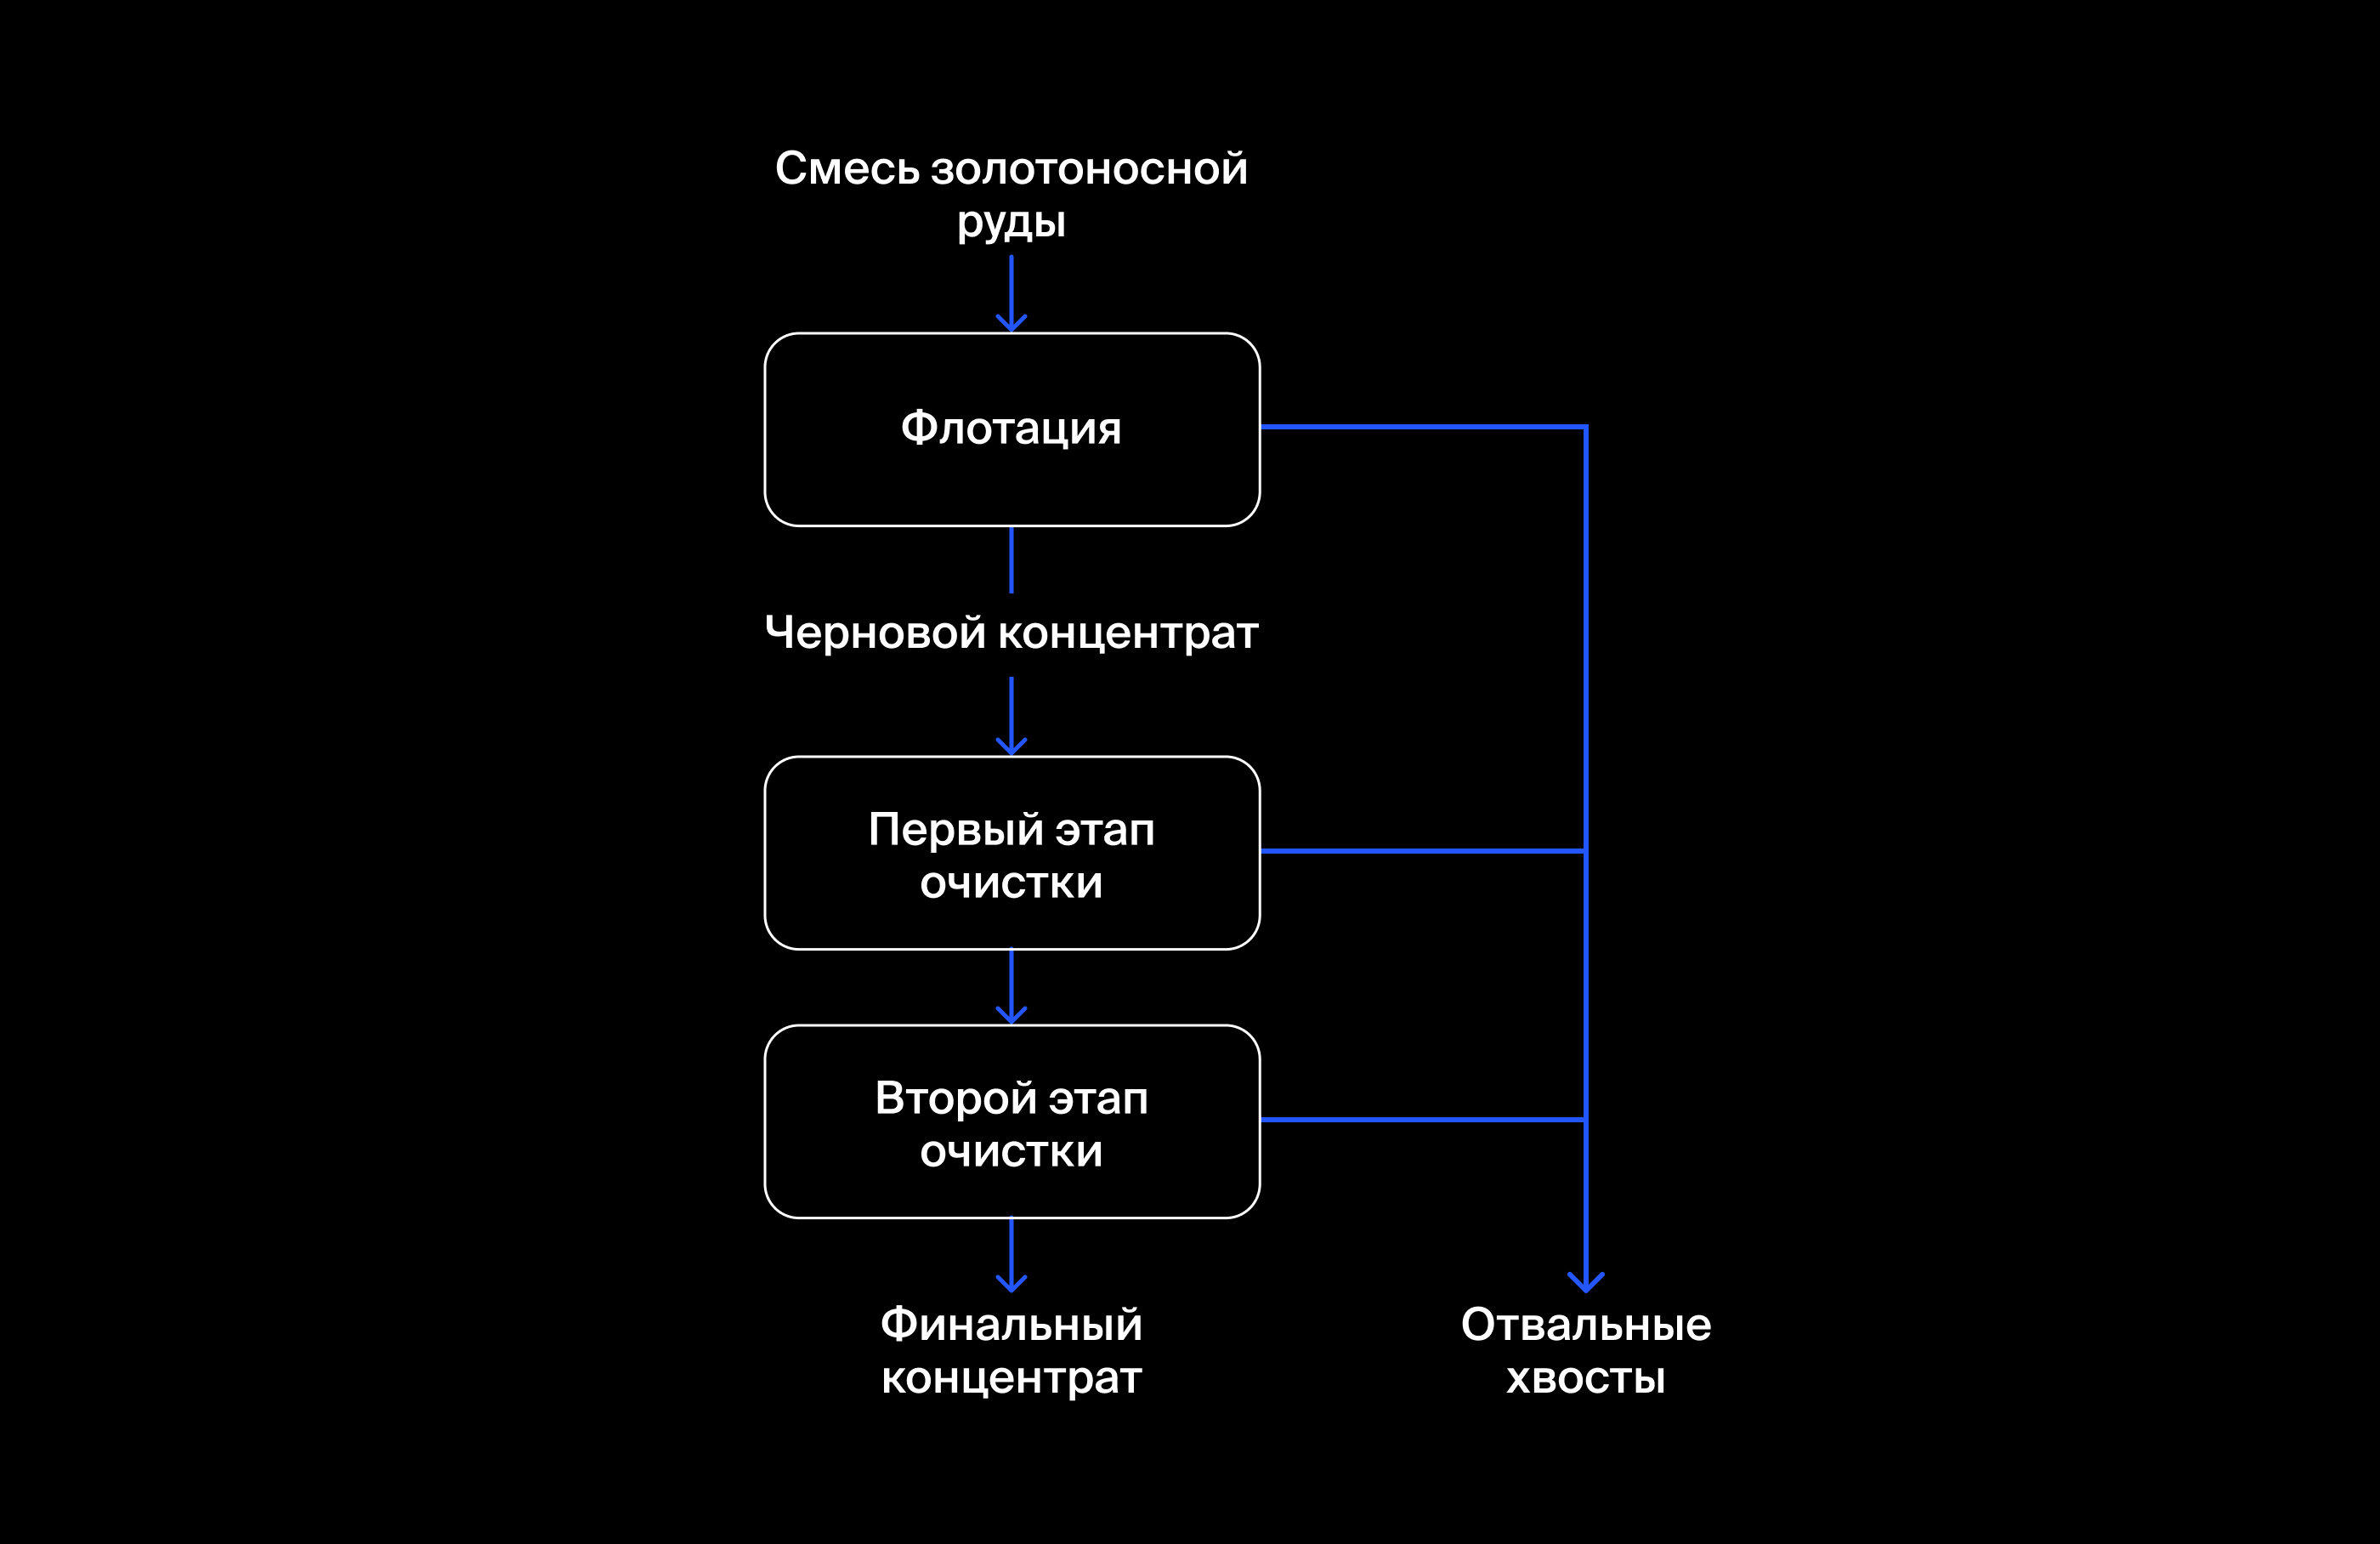 Смесь золотоносной
руды
Флотация
Черновой концентрат
Первый этап
очистки
Второй этап
очистки
Финальный
концентрат
Отвальные
хвосты